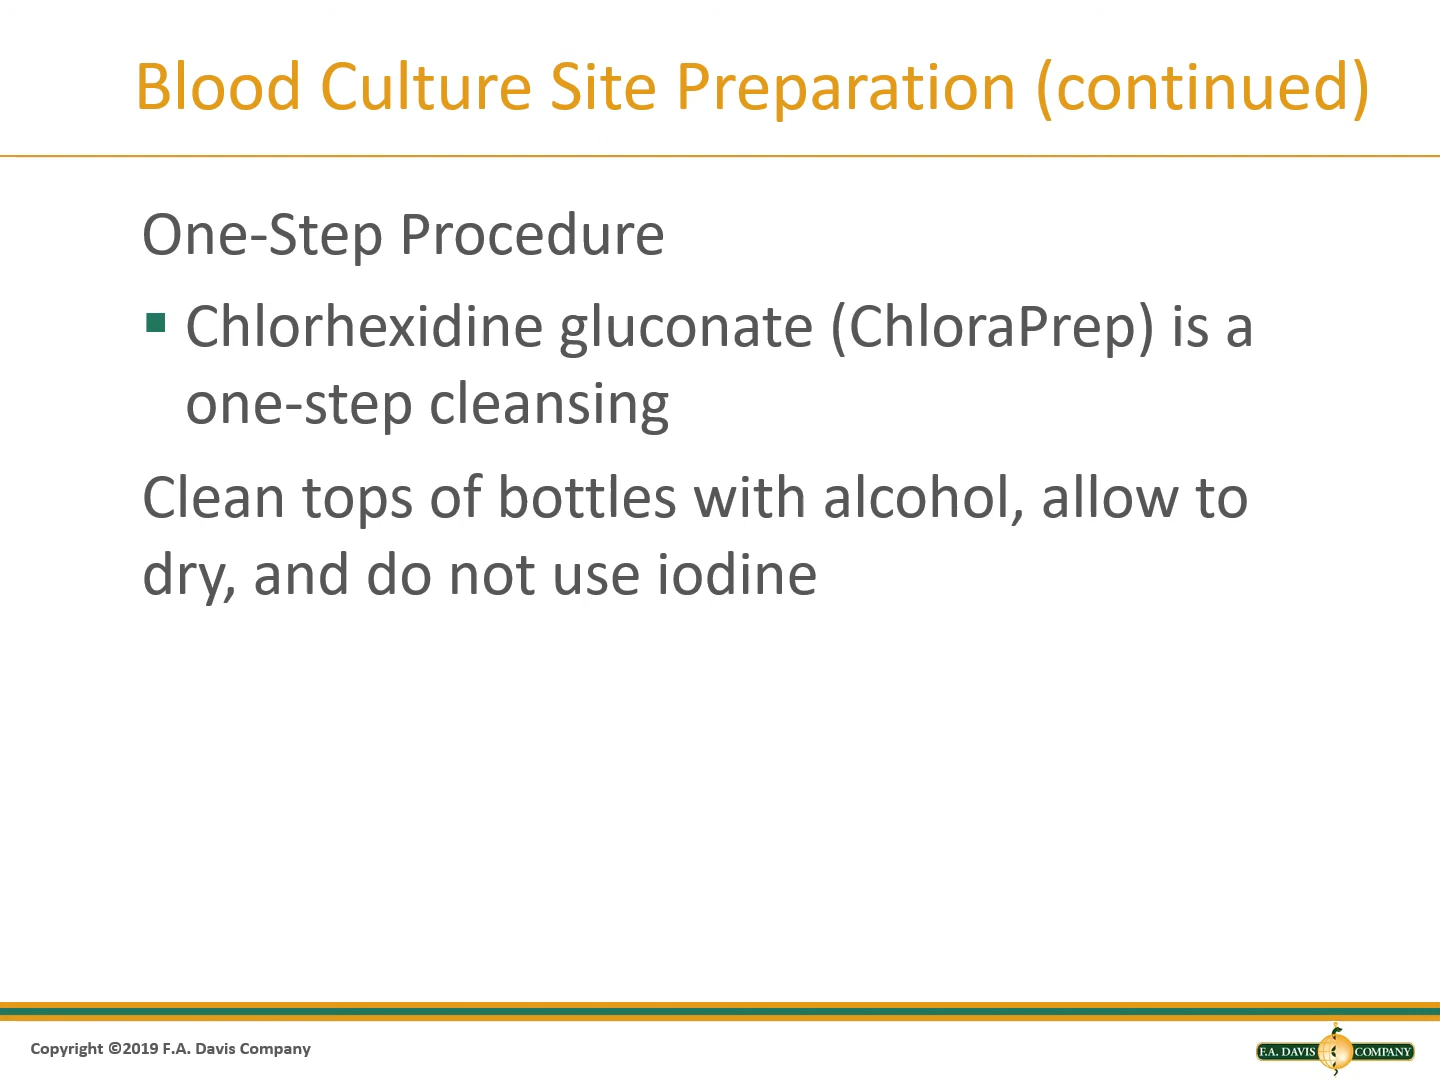 Blood Culture Site Preparation (continued)
One-Step Procedure
▪ Chlorhexidine gluconate (ChloraPrep) is a
one-step cleansing
Clean tops of bottles with alcohol, allow to
dry, and do not use iodine
Copyright ©2019 F.A. Davis Company
F.A. DAVIS COMPANY